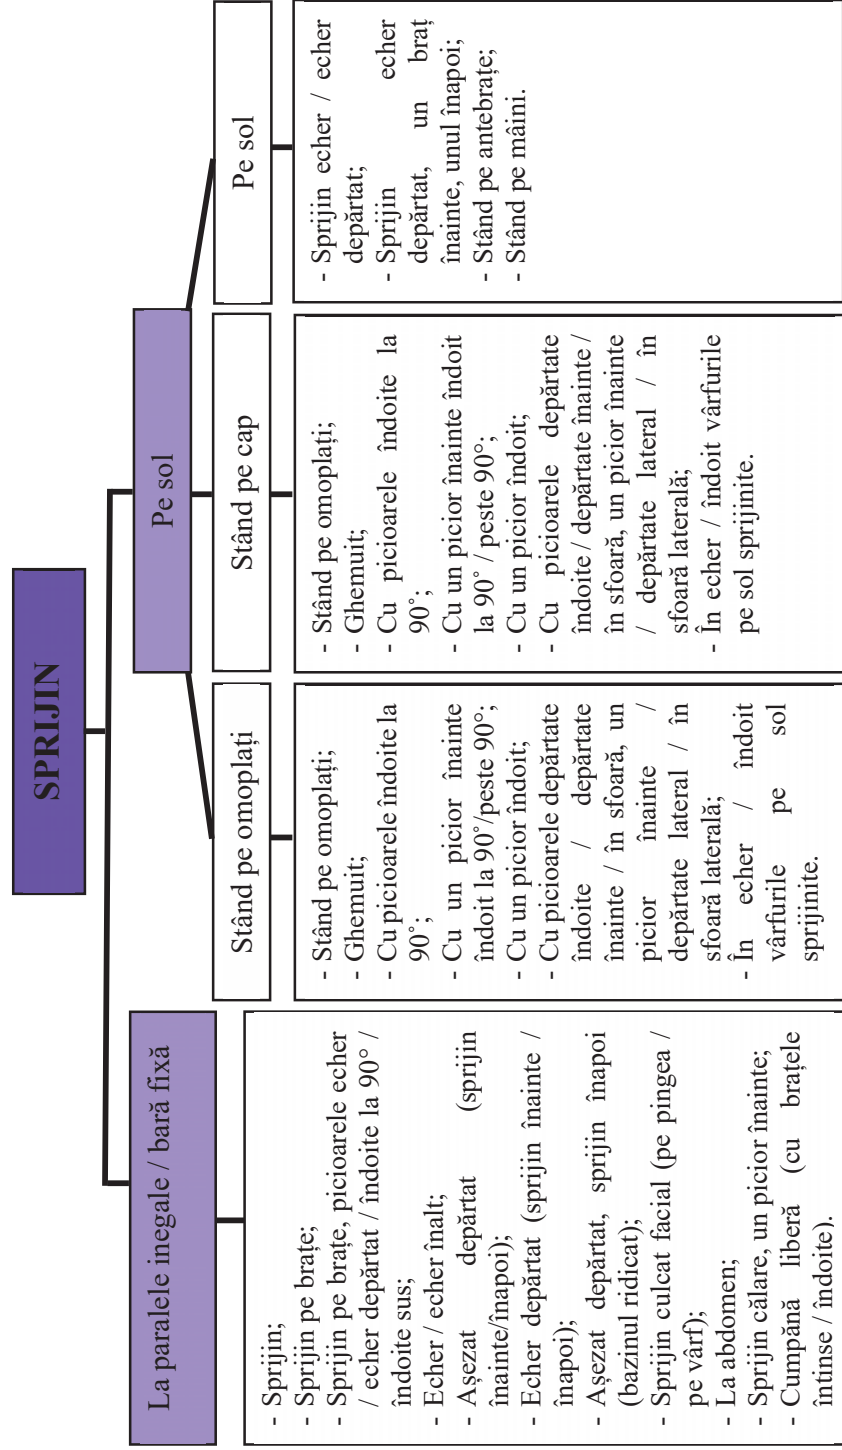 SPRIJIN
La paralele inegale / bară fixă
- Sprijin;
- Sprijin pe brațe;
- Sprijin pe brațe, picioarele echer
/ echer depărtat / îndoite la 90° /
îndoite sus;
- Echer / echer înalt;
- Așezat depărtat (sprijin
înainte/înapoi);
- Echer depărtat (sprijin înainte /
înapoi);
- Așezat depărtat, sprijin înapoi
(bazinul ridicat);
- Sprijin culcat facial (pe pingea /
pe vârf);
- La abdomen;
- Sprijin călare, un picior înainte;
- Cumpănă liberă (cu brațele
întinse / îndoite).
Pe sol
Stând pe omoplați
- Stând pe omoplați;
- Ghemuit;
- Cu picioarele îndoite la
90˚;
- Cu un picior înainte
îndoit la 90˚/peste 90˚;
- Cu un picior îndoit;
- Cu picioarele depărtate
îndoite / depărtate
înainte / în sfoară, un
picior înainte /
depărtate lateral / în
sfoară laterală;
- În echer / îndoit
vârfurile pe sol
sprijinite.
Stând pe cap
- Stând pe omoplați;
- Ghemuit;
- Cu picioarele îndoite la
90˚;
- Cu un picior înainte îndoit
la 90˚ / peste 90˚;
- Cu un picior îndoit;
- Cu picioarele depărtate
îndoite / depărtate înainte /
în sfoară, un picior înainte
/ depărtate lateral / în
sfoară laterală;
- În echer / îndoit vârfurile
pe sol sprijinite.
Pe sol
- Sprijin echer / echer
depărtat;
- Sprijin echer
depărtat, un braț
înainte, unul înapoi;
- Stând pe antebrațe;
- Stând pe mâini.